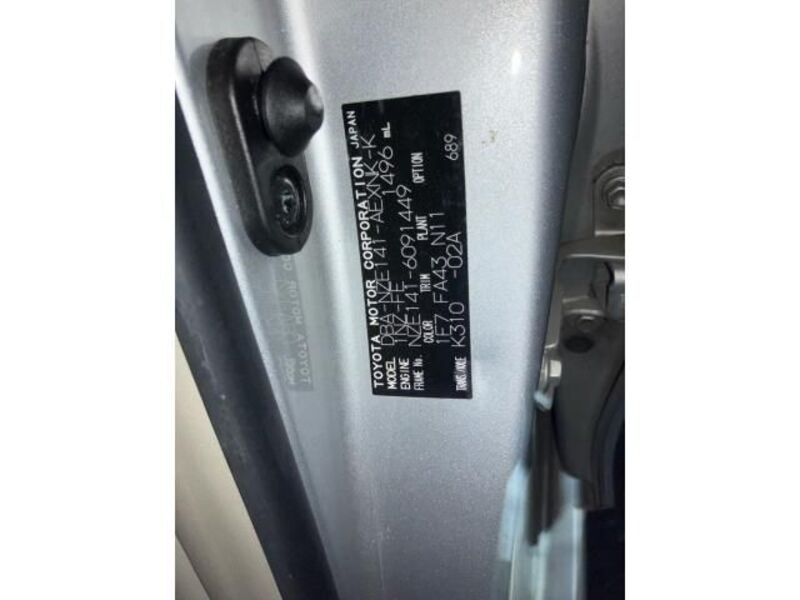 TOYOTA MOTOR CORPORATION JAPAN
MODEL DBA-NZE141-AEXNK-K
ENGINE 1NZ-FE 1496 mL
FRAME No. NZE141-6091449
COLOR TRIM PLANT OPTION
1E7 FA43 N11 689
TRANS/AXLE K310 -02A